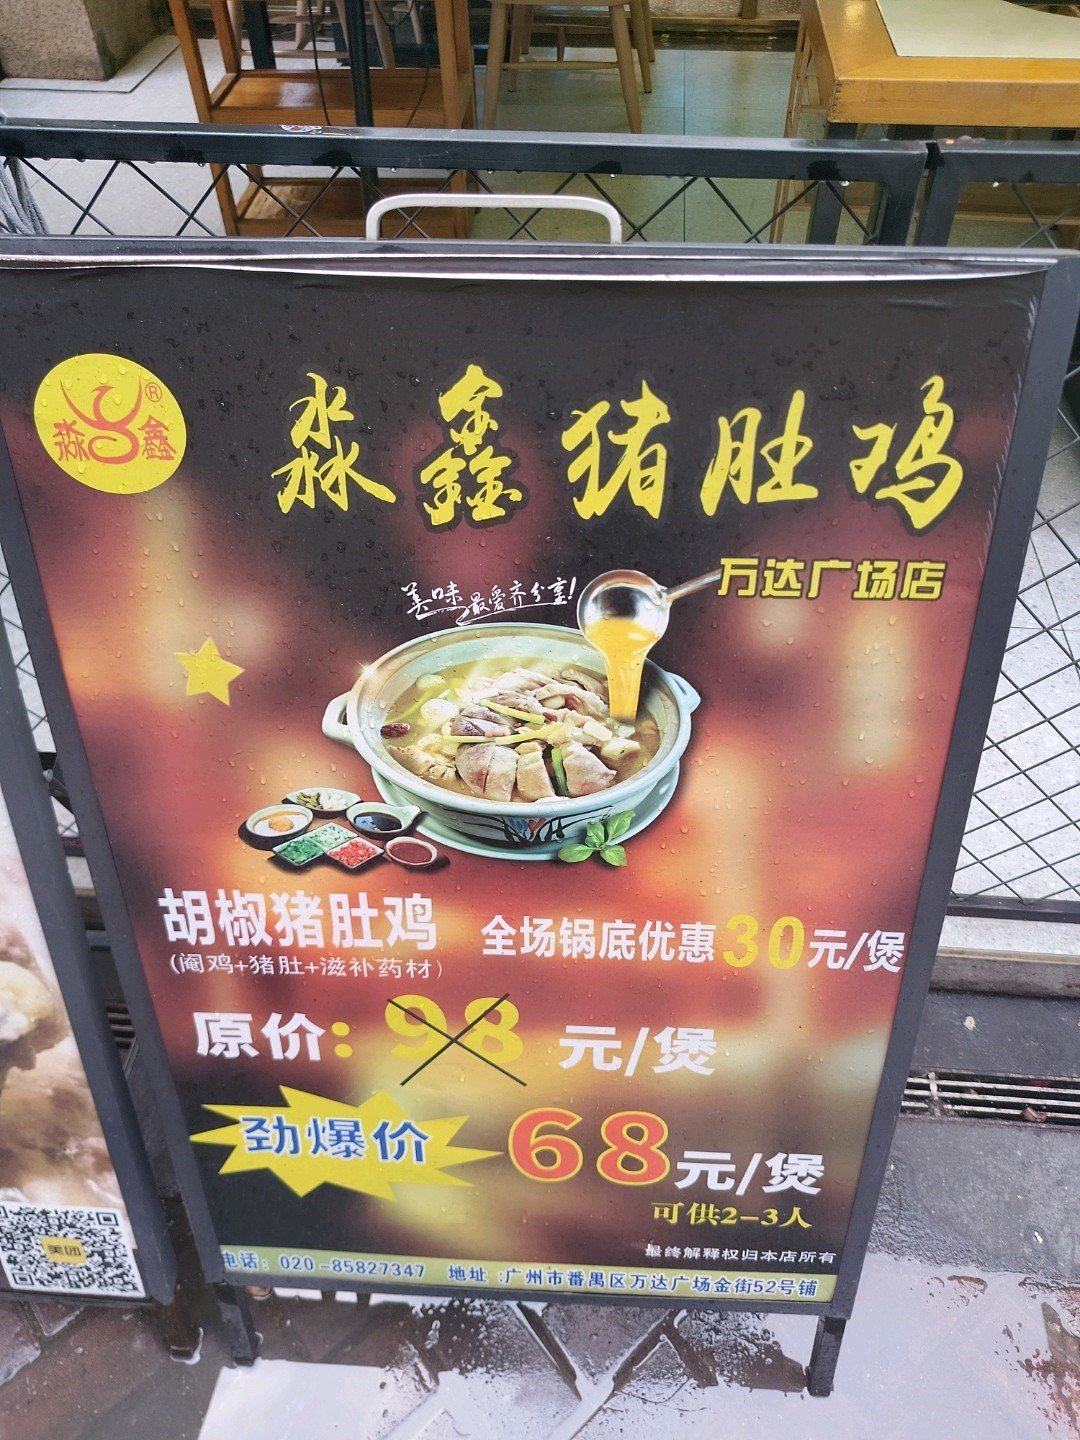 淼鑫®
淼鑫猪肚鸡
万达广场店
美味最爱齐分享!
胡椒猪肚鸡
(阉鸡+猪肚+滋补药材)
全场锅底优惠30元/煲
原价:98元/煲
劲爆价 68元/煲
可供2-3人
最终解释权归本店所有
电话: 020-85827347 地址:广州市番禺区万达广场金街52号铺
美团